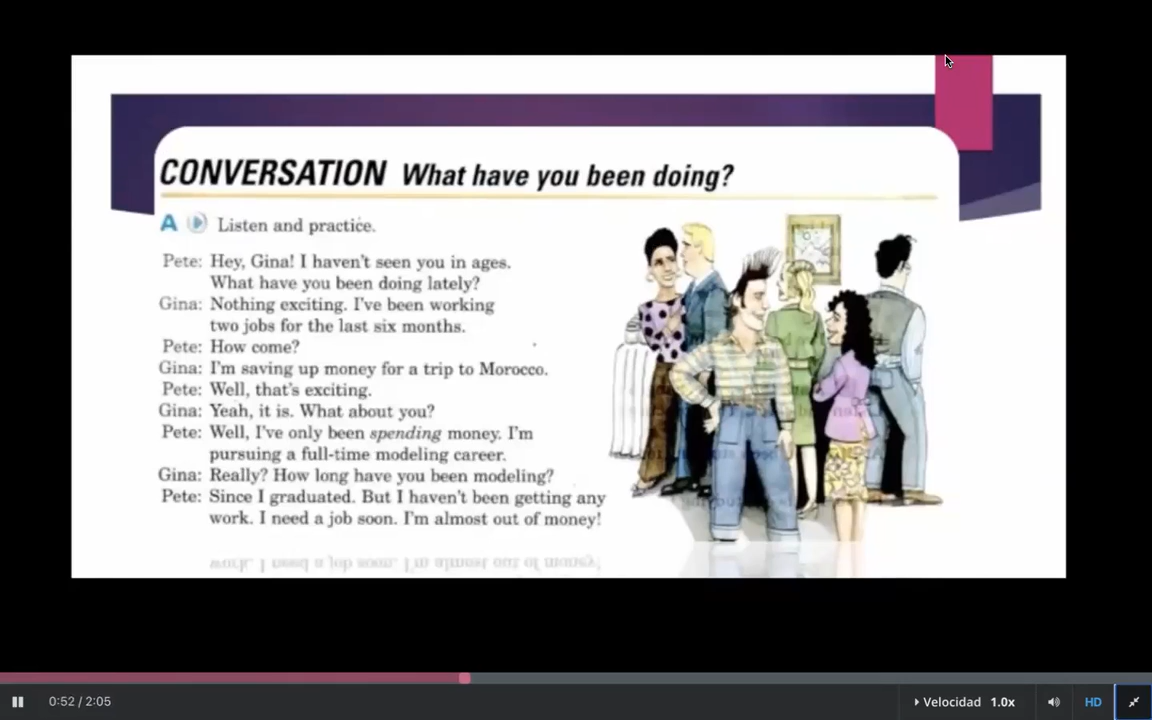 CONVERSATION What have you been doing?
A Listen and practice.
Pete: Hey, Gina! I haven't seen you in ages.
What have you been doing lately?
Gina: Nothing exciting. I've been working
two jobs for the last six months.
Pete: How come?
Gina: I'm saving up money for a trip to Morocco.
Pete: Well, that's exciting.
Gina: Yeah, it is. What about you?
Pete: Well, I've only been spending money. I'm
pursuing a full-time modeling career.
Gina: Really? How long have you been modeling?
Pete: Since I graduated. But I haven't been getting any
work. I need a job soon. I'm almost out of money!
0:52 / 2:05
Velocidad 1.0x
HD